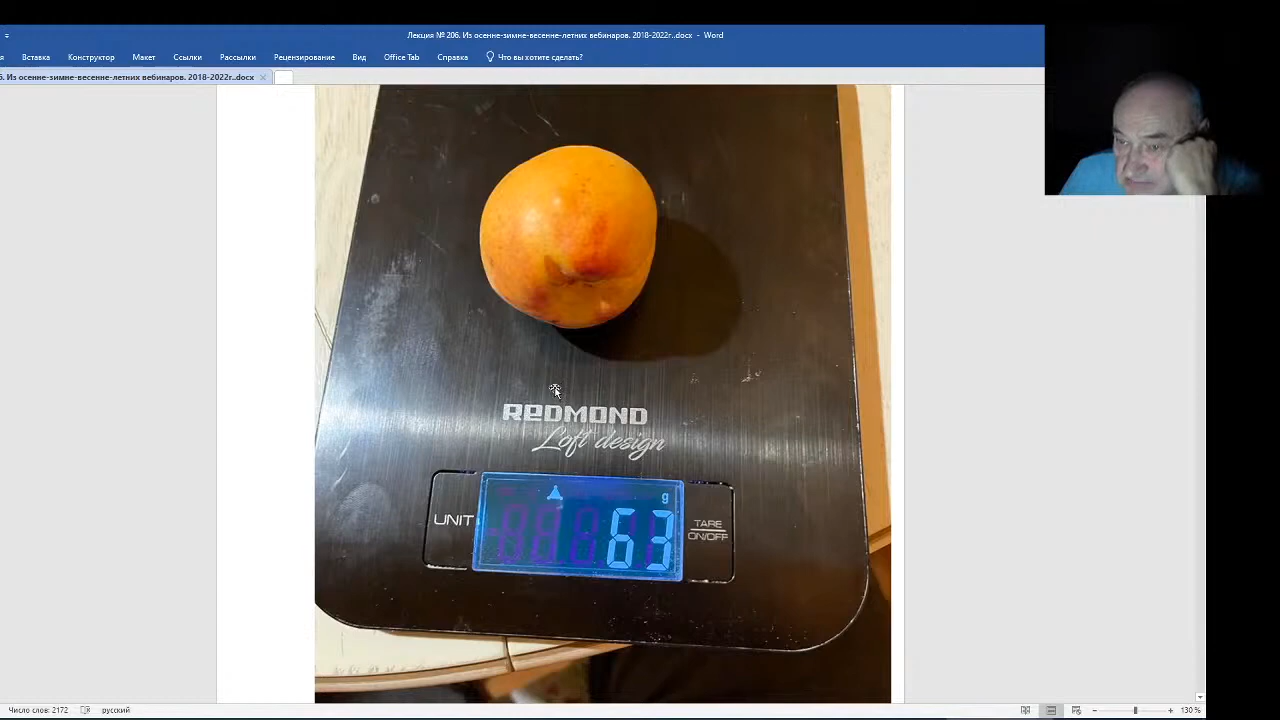 Лекция № 206. Из осенне-зимне-весенне-летних вебинаров. 2018-2022г..docx - Word
Вставка Конструктор Макет Ссылки Рассылки Рецензирование Вид Office Tab Справка Что вы хотите сделать?
6. Из осенне-зимне-весенне-летних вебинаров. 2018-2022г..docx
REDMOND
Loft design
UNIT
g
63
TARE
ON/OFF
Число слов: 2172 русский 130 %